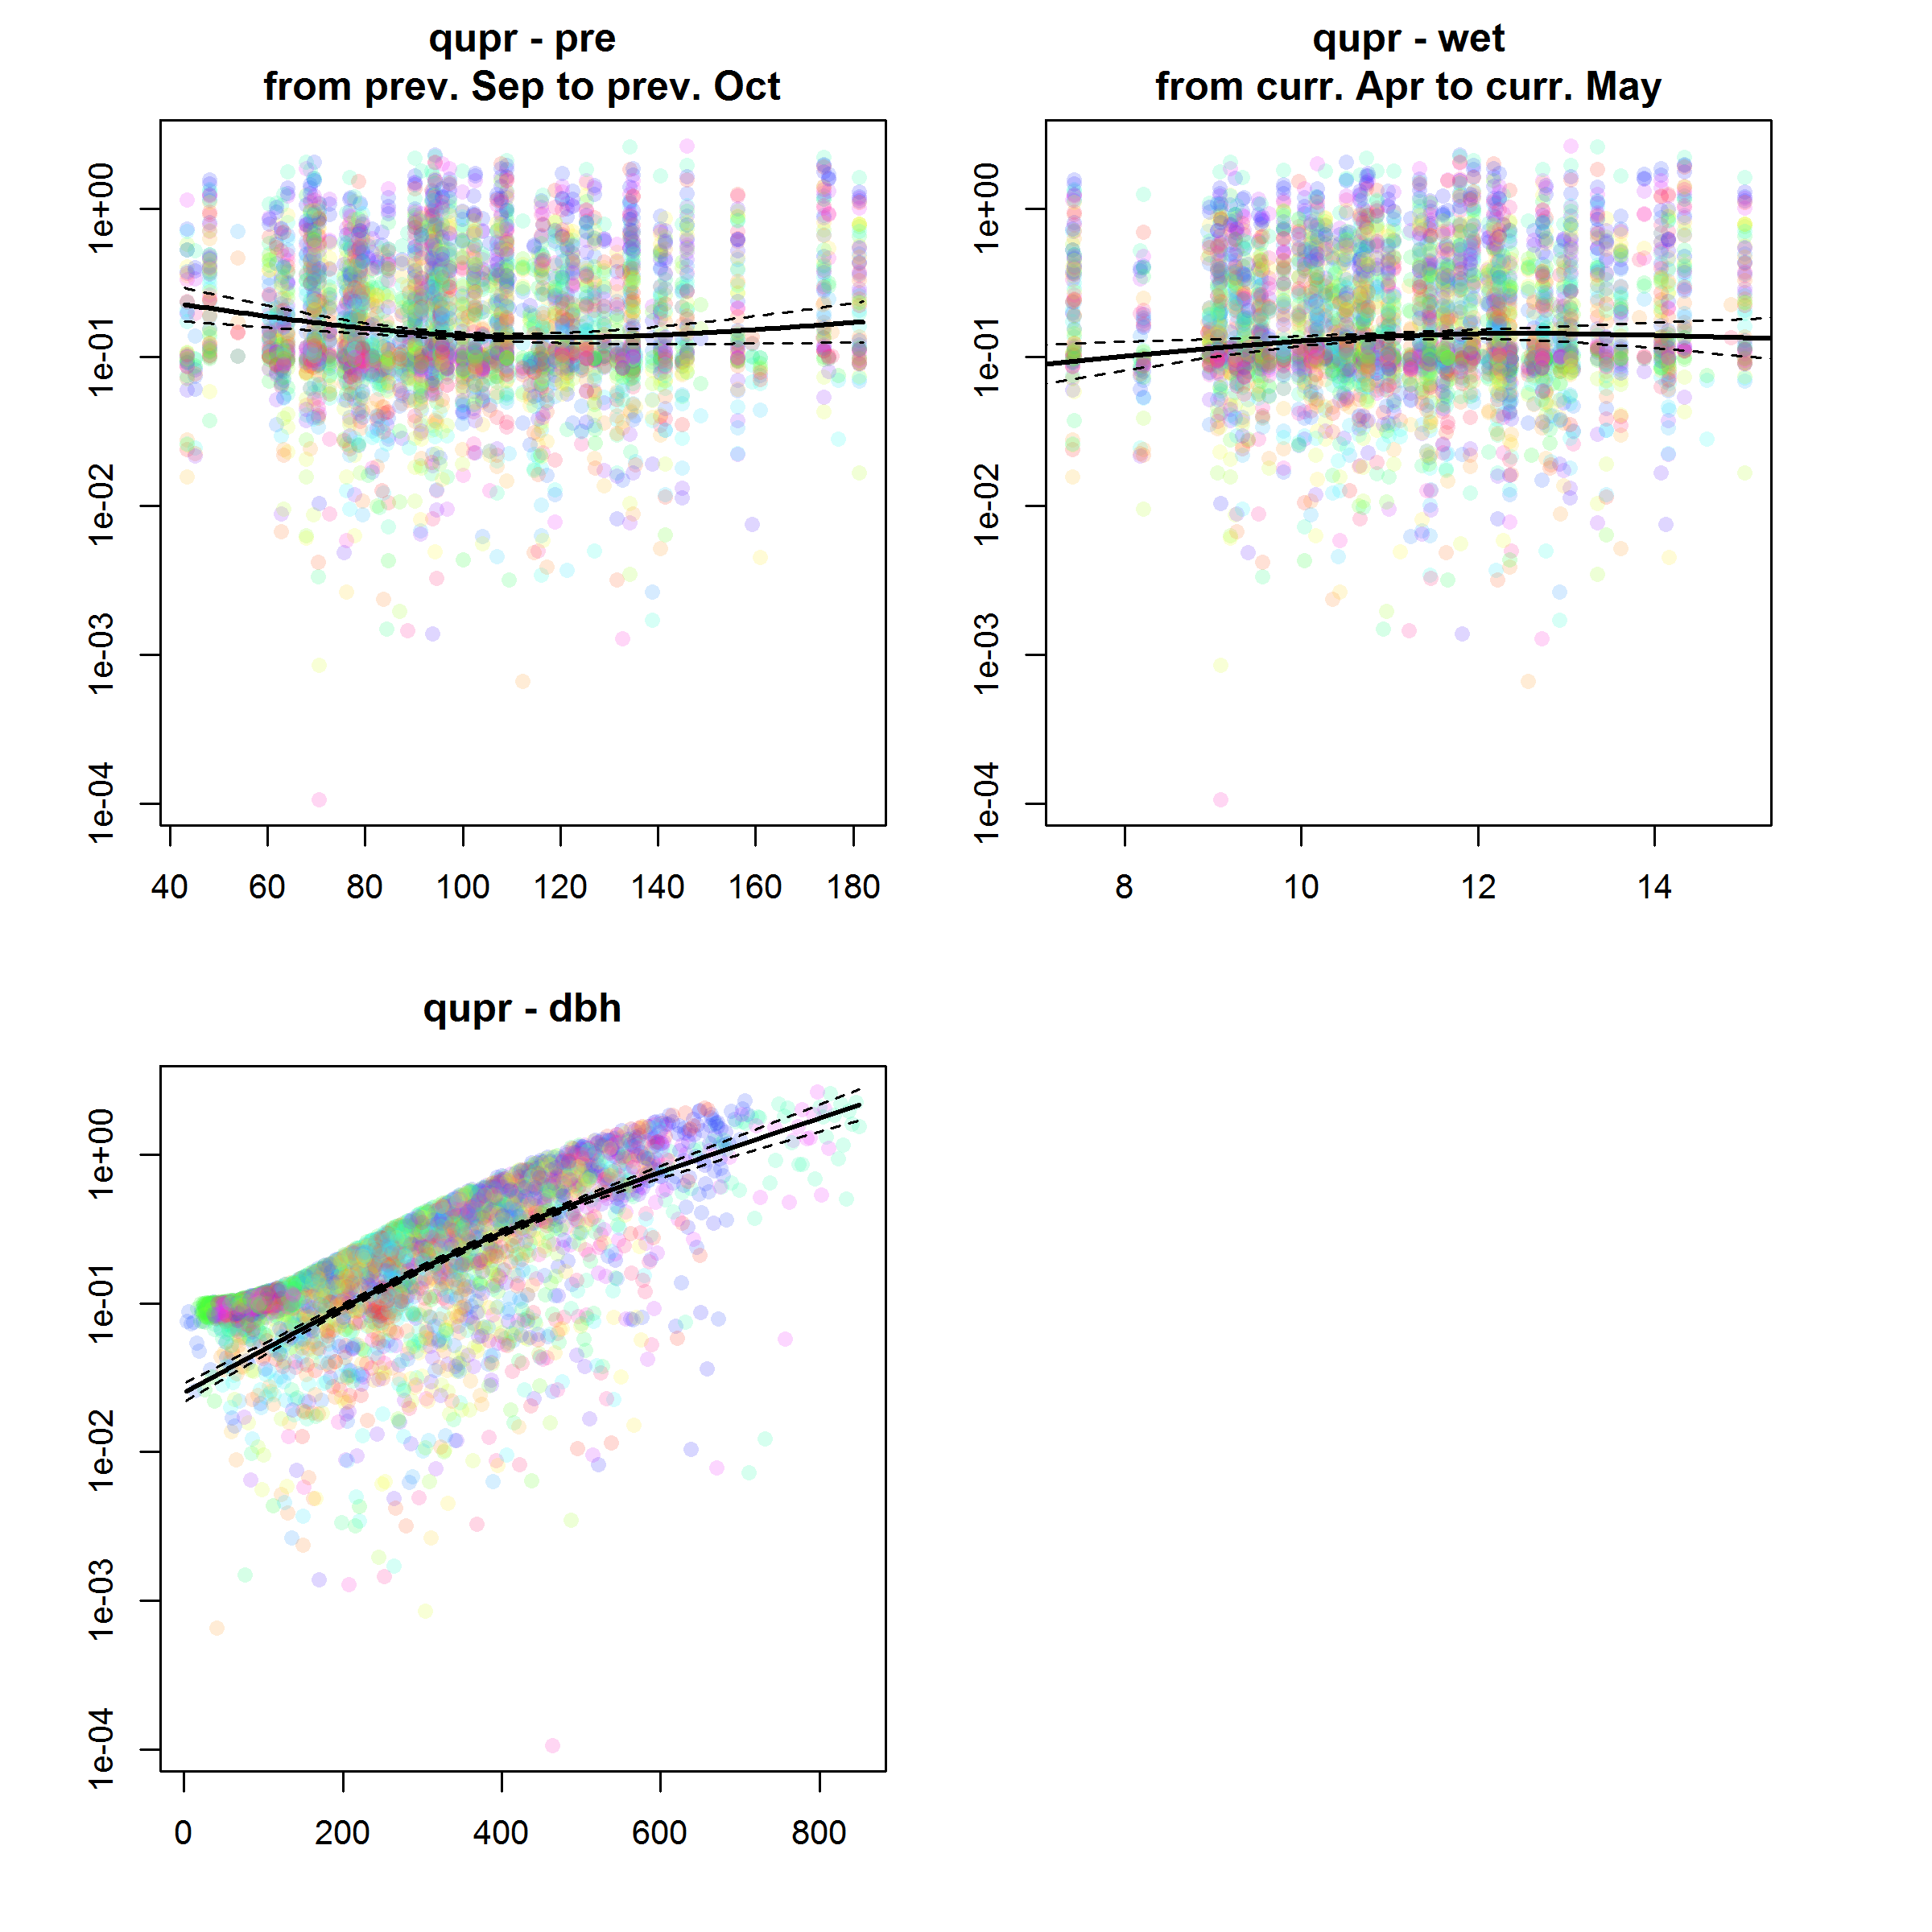 qupr - pre
from prev. Sep to prev. Oct
1e+00
1e-01
1e-02
1e-03
1e-04
40 60 80 100 120 140 160 180
qupr - wet
from curr. Apr to curr. May
1e+00
1e-01
1e-02
1e-03
1e-04
8 10 12 14
qupr - dbh
1e+00
1e-01
1e-02
1e-03
1e-04
0 200 400 600 800